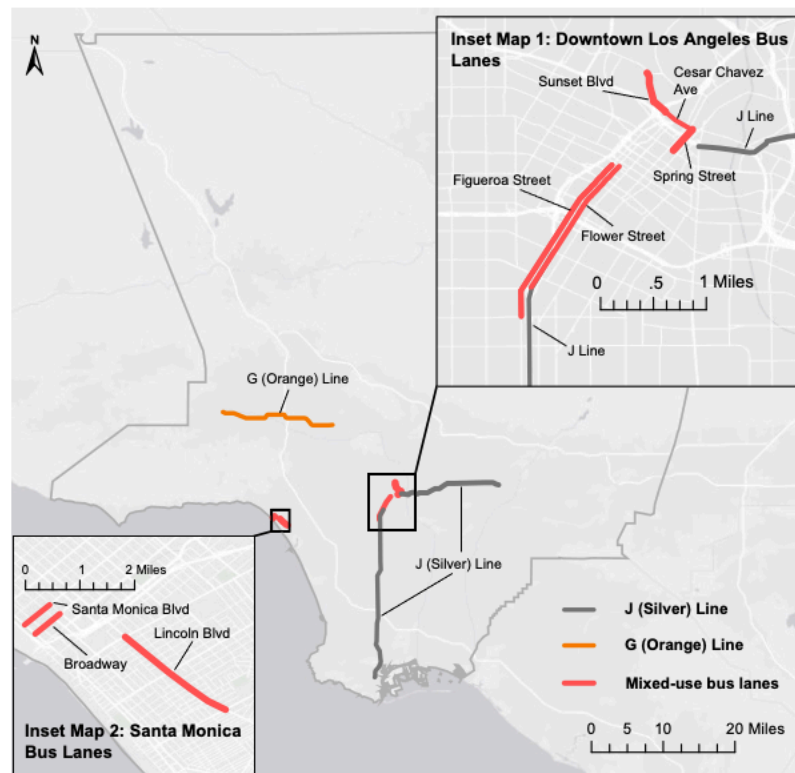 N
Inset Map 1: Downtown Los Angeles Bus
Lanes
Cesar Chavez
Ave
Sunset Blvd
J Line
Spring Street
Figueroa Street
Flower Street
0 .5 1 Miles
J Line
G (Orange) Line
J (Silver) Line
0 1 2 Miles
Santa Monica Blvd
Lincoln Blvd
Broadway
Inset Map 2: Santa Monica
Bus Lanes
J (Silver) Line
G (Orange) Line
Mixed-use bus lanes
0 5 10 20 Miles